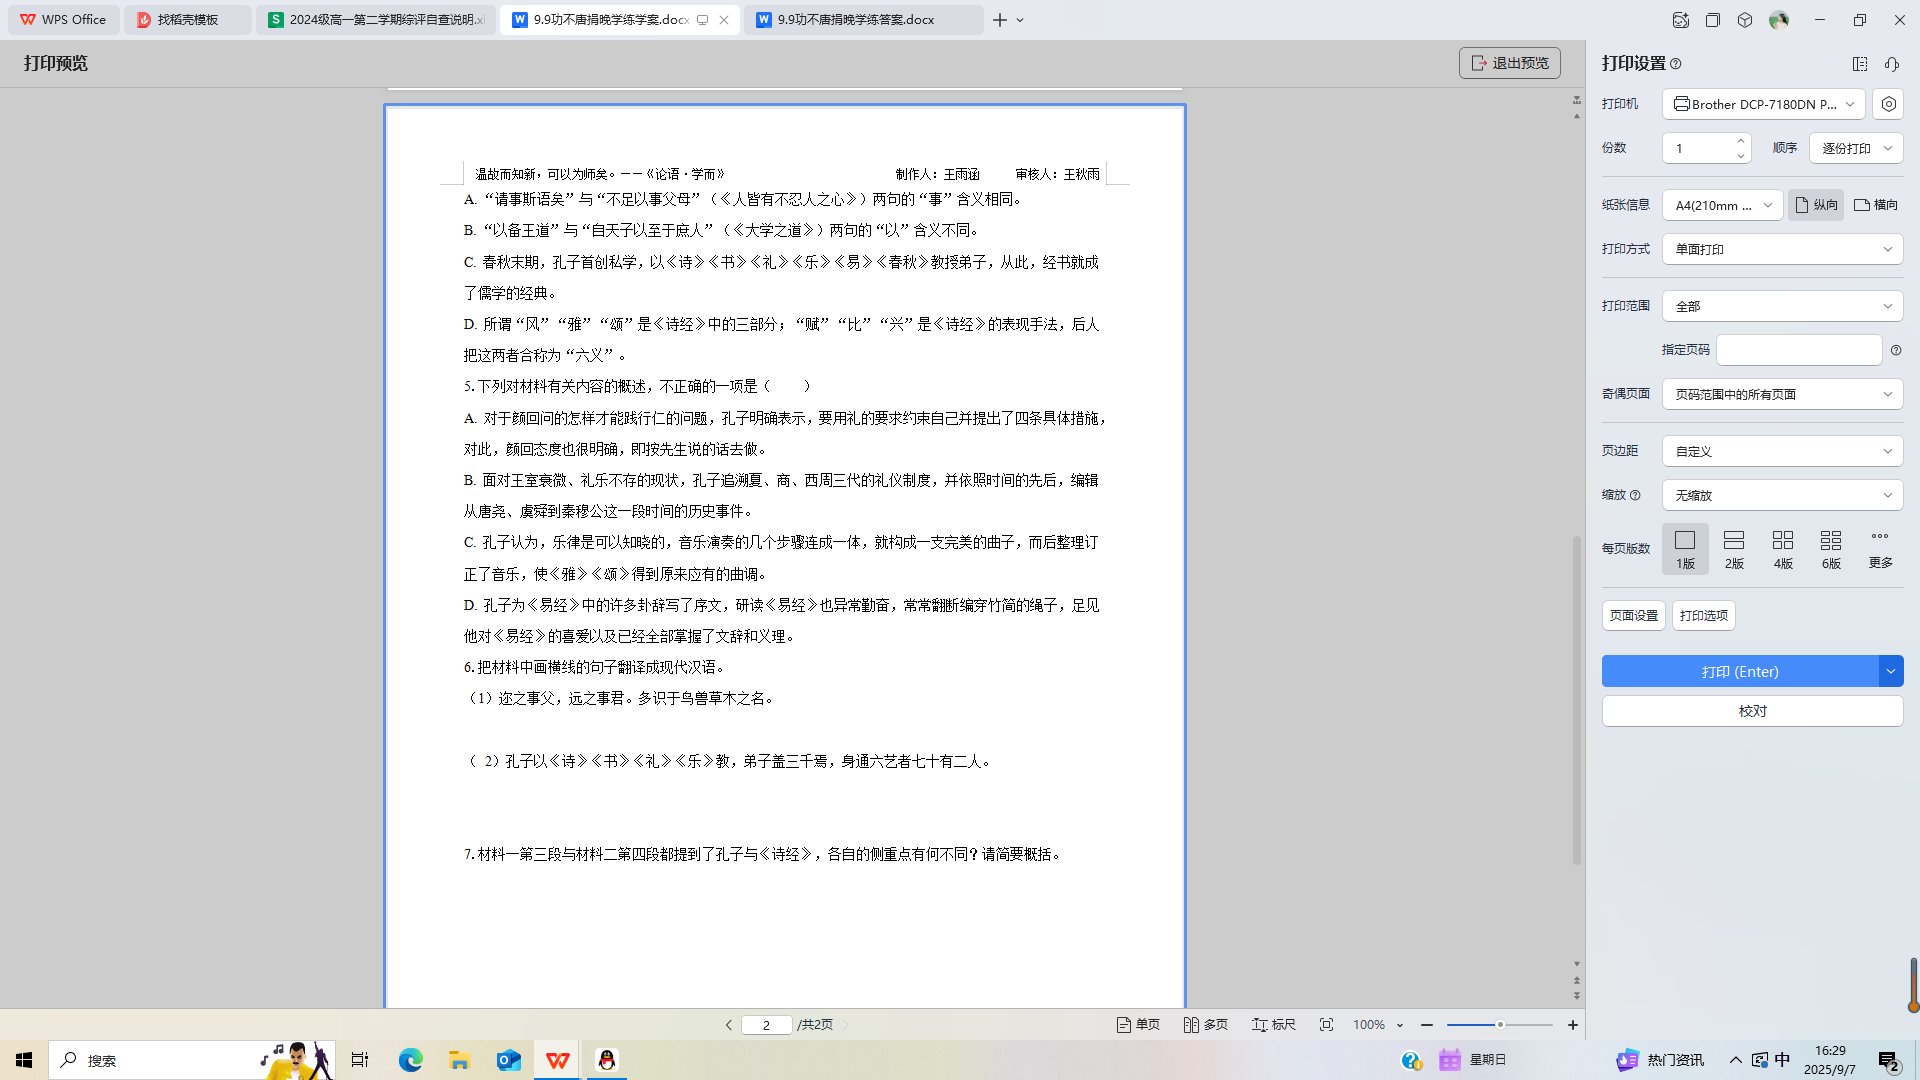 WPS Office
找稻壳模板
2024级高一第二学期综评自查说明.xl
9.9功不唐捐晚学练学案.docx
9.9功不唐捐晚学练答案.docx
打印预览
退出预览
温故而知新，可以为师矣。——《论语·学而》 制作人：王雨函 审核人：王秋雨
A. “请事斯语矣”与“不足以事父母”（《人皆有不忍人之心》）两句的“事”含义相同。
B. “以备王道”与“自天子以至于庶人”（《大学之道》）两句的“以”含义不同。
C. 春秋末期，孔子首创私学，以《诗》《书》《礼》《乐》《易》《春秋》教授弟子，从此，经书就成
了儒学的经典。
D. 所谓“风”“雅”“颂”是《诗经》中的三部分；“赋”“比”“兴”是《诗经》的表现手法，后人
把这两者合称为“六义”。
5. 下列对材料有关内容的概述，不正确的一项是（ ）
A. 对于颜回问的怎样才能践行仁的问题，孔子明确表示，要用礼的要求约束自己并提出了四条具体措施，
对此，颜回态度也很明确，即按先生说的话去做。
B. 面对王室衰微、礼乐不存的现状，孔子追溯夏、商、西周三代的礼仪制度，并依照时间的先后，编辑
从唐尧、虞舜到秦穆公这一段时间的历史事件。
C. 孔子认为，乐律是可以知晓的，音乐演奏的几个步骤连成一体，就构成一支完美的曲子，而后整理订
正了音乐，使《雅》《颂》得到原来应有的曲调。
D. 孔子为《易经》中的许多卦辞写了序文，研读《易经》也异常勤奋，常常翻断编穿竹简的绳子，足见
他对《易经》的喜爱以及已经全部掌握了文辞和义理。
6. 把材料中画横线的句子翻译成现代汉语。
（1）迩之事父，远之事君。多识于鸟兽草木之名。
（ 2）孔子以《诗》《书》《礼》《乐》教，弟子盖三千焉，身通六艺者七十有二人。
7. 材料一第三段与材料二第四段都提到了孔子与《诗经》，各自的侧重点有何不同？请简要概括。
打印设置
打印机 Brother DCP-7180DN P...
份数 1 顺序 逐份打印
纸张信息 A4(210mm ... 纵向 横向
打印方式 单面打印
打印范围 全部
指定页码
奇偶页面 页码范围中的所有页面
页边距 自定义
缩放 无缩放
每页版数 1版 2版 4版 6版 更多
页面设置 打印选项
打印 (Enter)
校对
2 /共2页
单页 多页 标尺 100%
搜索
星期日
热门资讯
中
16:29
2025/9/7
2